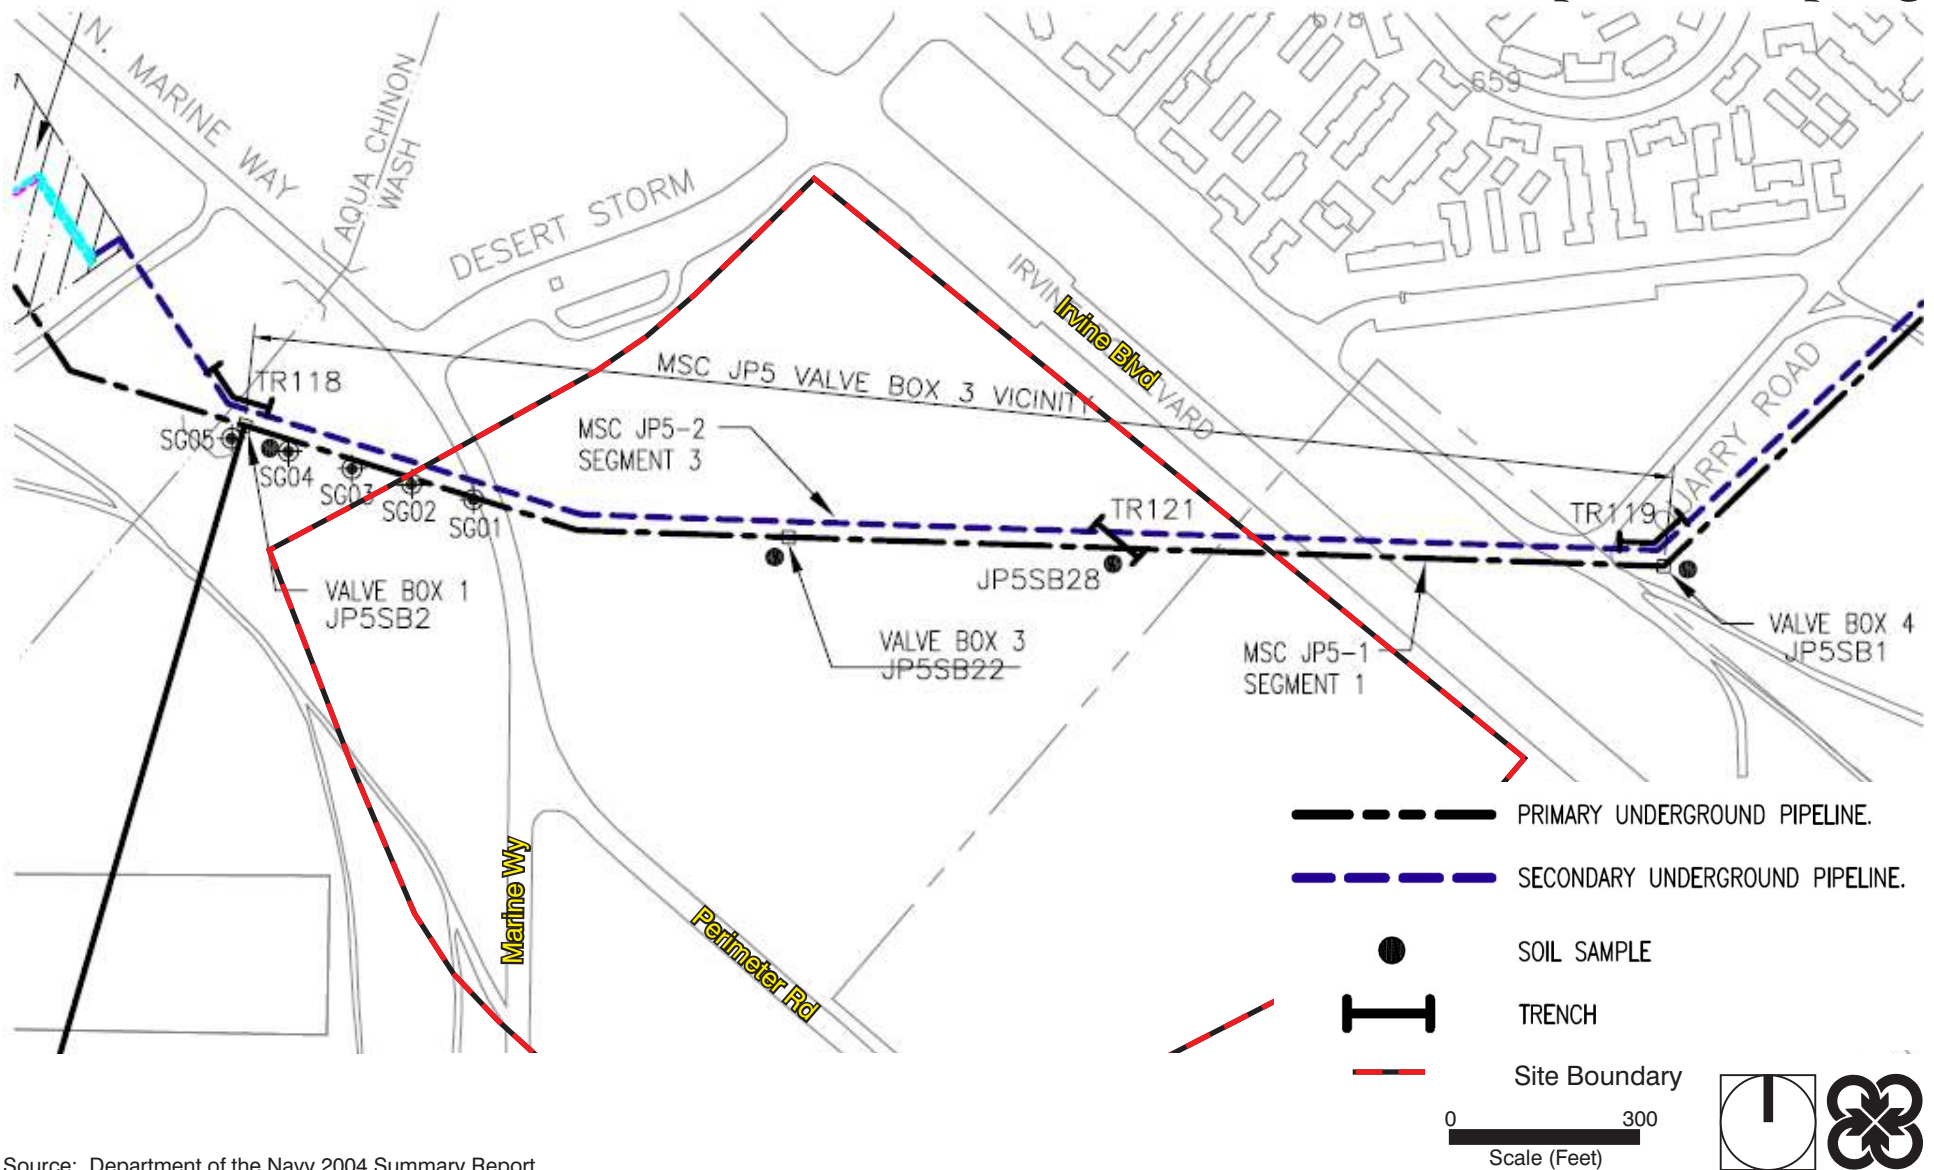 N. MARINE WAY
AQUA CHINON
WASH
DESERT STORM
659
IRVINE
Irvine Blvd
MSC JP5 VALVE BOX 3 VICINITY
TR118
SG05
SG04
SG03
SG02
SG01
MSC JP5-2
SEGMENT 3
TR121
JP5SB28
TR119
QUARRY ROAD
VALVE BOX 1
JP5SB2
VALVE BOX 3
JP5SB22
MSC JP5-1
SEGMENT 1
VALVE BOX 4
JP5SB1
Marine Wy
Perimeter Rd
PRIMARY UNDERGROUND PIPELINE.
SECONDARY UNDERGROUND PIPELINE.
SOIL SAMPLE
TRENCH
Site Boundary
0 300
Scale (Feet)
Source: Department of the Navy 2004 Summary Report